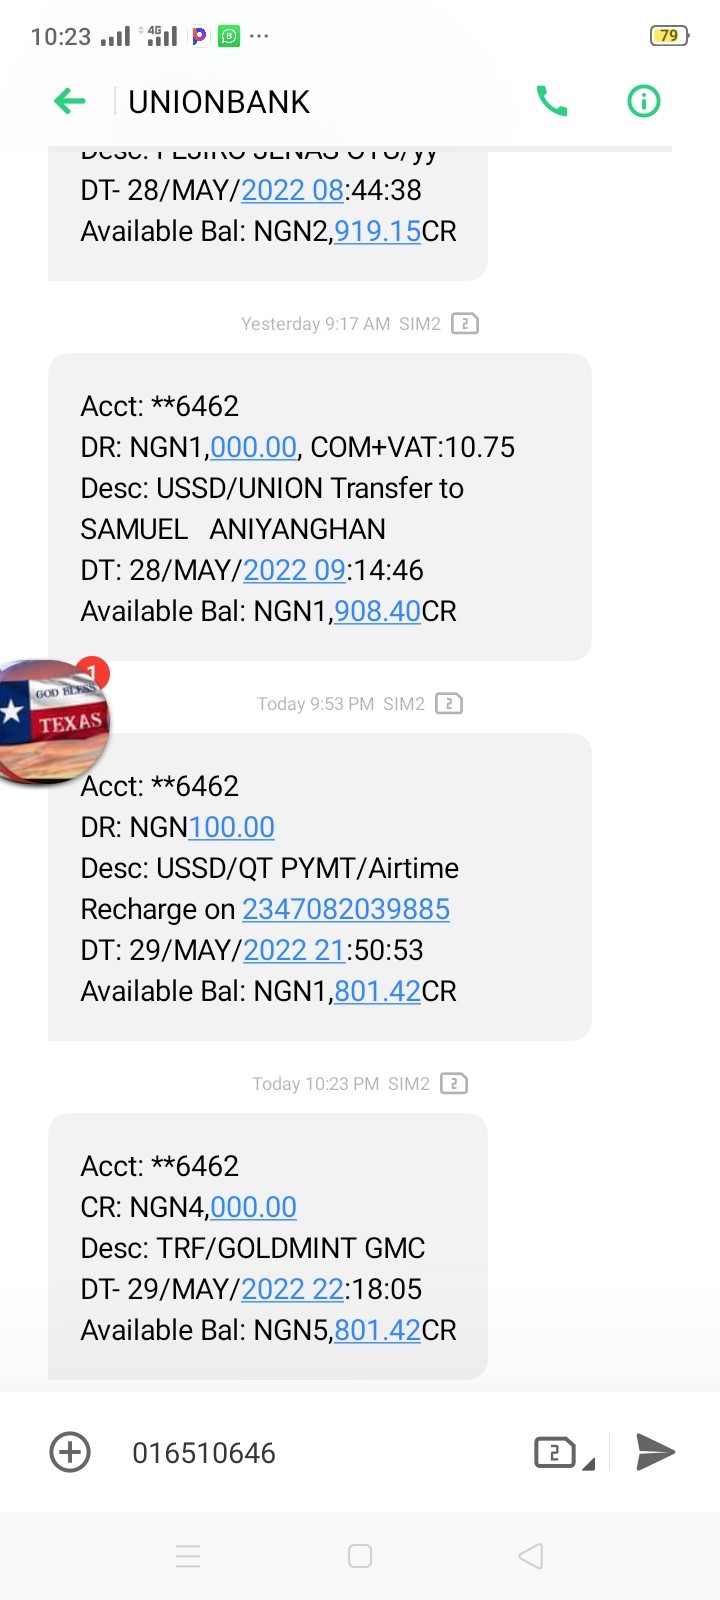 10:23
4G
79
UNIONBANK
DT- 28/MAY/2022 08:44:38
Available Bal: NGN2,919.15CR
Yesterday 9:17 AM SIM2 2
Acct: **6462
DR: NGN1,000.00, COM+VAT:10.75
Desc: USSD/UNION Transfer to
SAMUEL ANIYANGHAN
DT: 28/MAY/2022 09:14:46
Available Bal: NGN1,908.40CR
1
GOD BLESS
TEXAS
Today 9:53 PM SIM2 2
Acct: **6462
DR: NGN100.00
Desc: USSD/QT PYMT/Airtime
Recharge on 2347082039885
DT: 29/MAY/2022 21:50:53
Available Bal: NGN1,801.42CR
Today 10:23 PM SIM2 2
Acct: **6462
CR: NGN4,000.00
Desc: TRF/GOLDMINT GMC
DT- 29/MAY/2022 22:18:05
Available Bal: NGN5,801.42CR
016510646
2